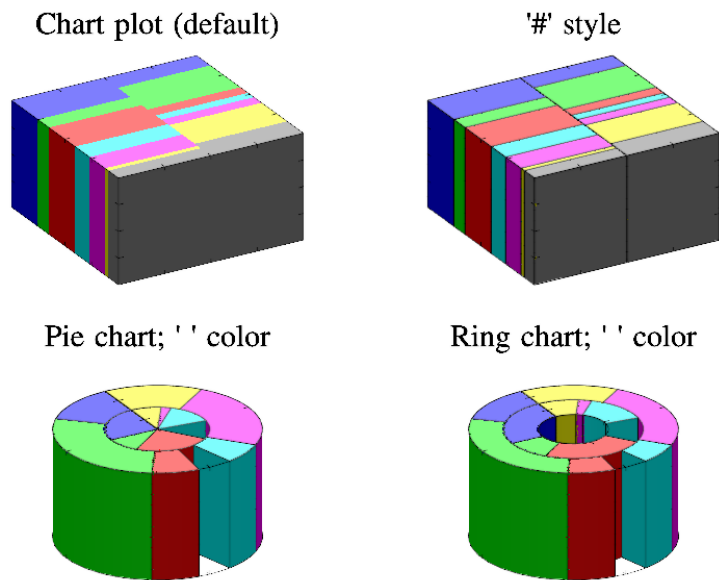 Chart plot (default)
'#' style
Pie chart; ' ' color
Ring chart; ' ' color